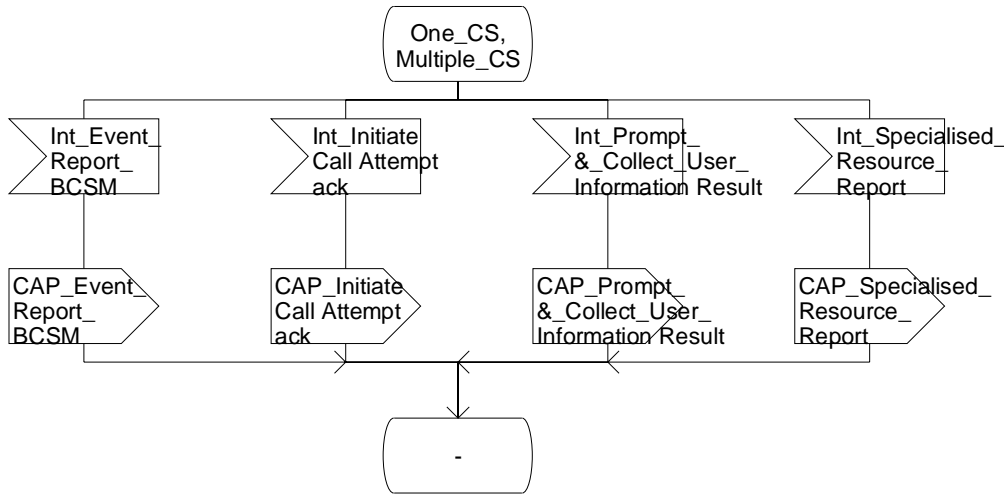 One_CS,
Multiple_CS
Int_Event_
Report_
BCSM
Int_Initiate
Call Attempt
ack
Int_Prompt_
&_Collect_User_
Information Result
Int_Specialised_
Resource_
Report
CAP_Event_
Report_
BCSM
CAP_Initiate
Call Attempt
ack
CAP_Prompt_
&_Collect_User_
Information Result
CAP_Specialised_
Resource_
Report
-